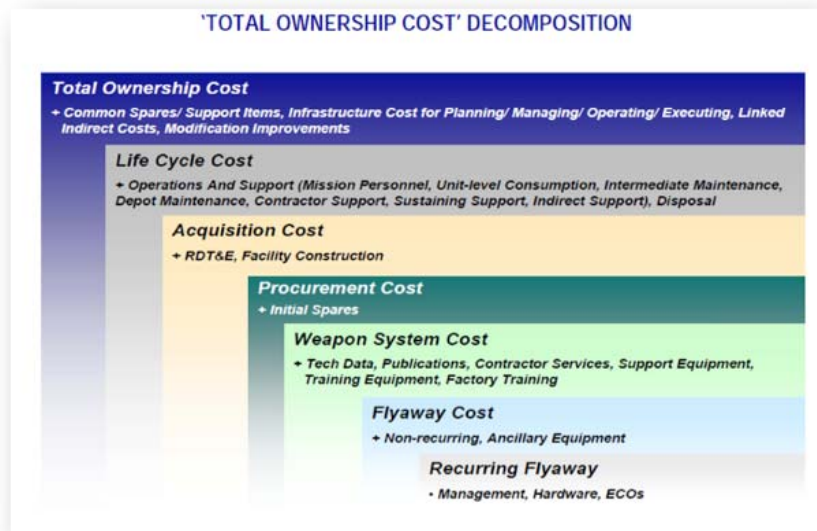 'TOTAL OWNERSHIP COST' DECOMPOSITION
Total Ownership Cost
+ Common Spares/ Support Items, Infrastructure Cost for Planning/ Managing/ Operating/ Executing, Linked
Indirect Costs, Modification Improvements
Life Cycle Cost
+ Operations And Support (Mission Personnel, Unit-level Consumption, Intermediate Maintenance,
Depot Maintenance, Contractor Support, Sustaining Support, Indirect Support), Disposal
Acquisition Cost
+ RDT&E, Facility Construction
Procurement Cost
+ Initial Spares
Weapon System Cost
+ Tech Data, Publications, Contractor Services, Support Equipment,
Training Equipment, Factory Training
Flyaway Cost
+ Non-recurring, Ancillary Equipment
Recurring Flyaway
• Management, Hardware, ECOs